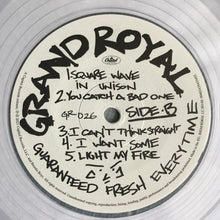 GRAND ROYAL
1. SQUARE WAVE
IN UNISON
2. YOU CATCH A BAD ONE
GR-026
SIDE-B
3. I CAN'T THINK STRAIGHT
4. I WANT SOME
5. LIGHT MY FIRE
GUARANTEED FRESH EVERYTIME